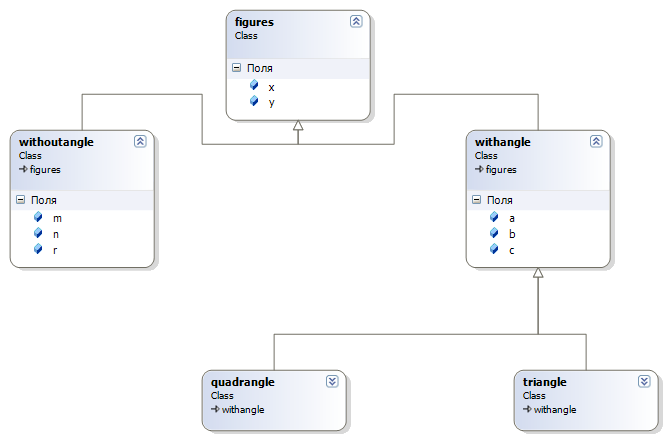 figures
Class
Поля
x
y
withoutangle
Class
figures
Поля
m
n
r
withangle
Class
figures
Поля
a
b
c
quadrangle
Class
withangle
triangle
Class
withangle